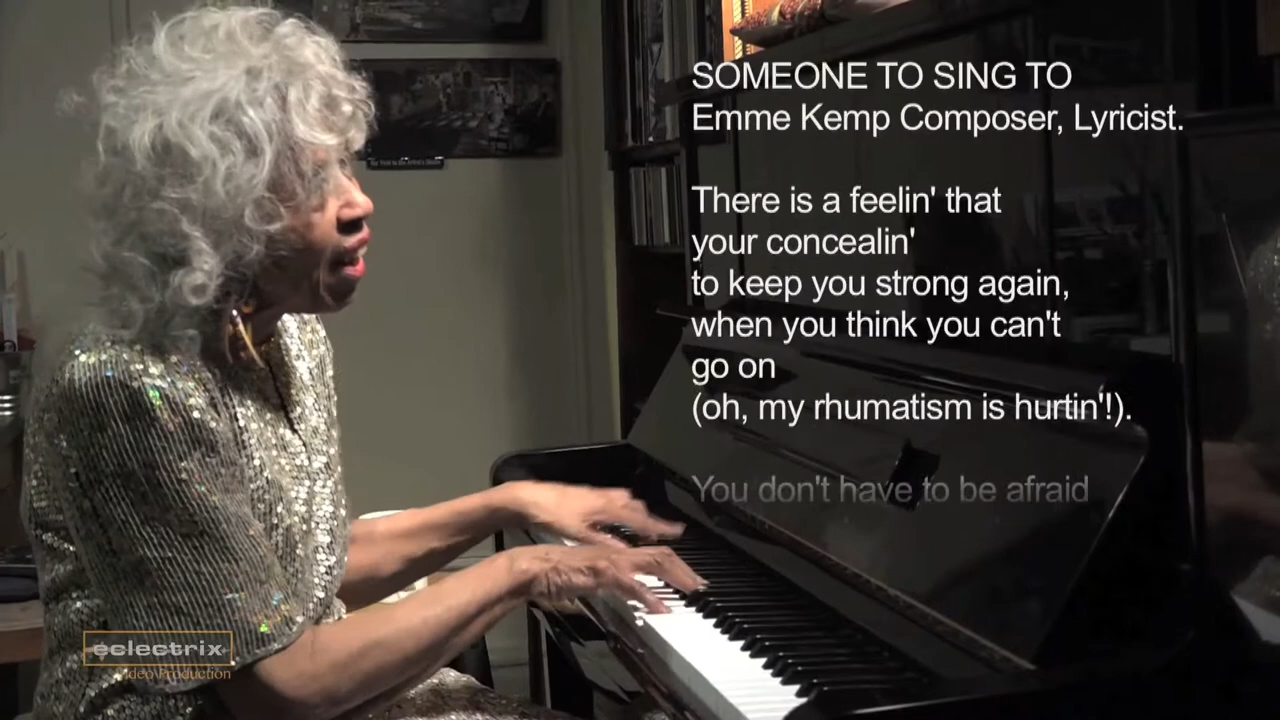 SOMEONE TO SING TO
Emme Kemp Composer, Lyricist.
There is a feelin' that
your concealin'
to keep you strong again,
when you think you can't
go on
(oh, my rhumatism is hurtin'!).
You don't have to be afraid
eclectrix
Video Production